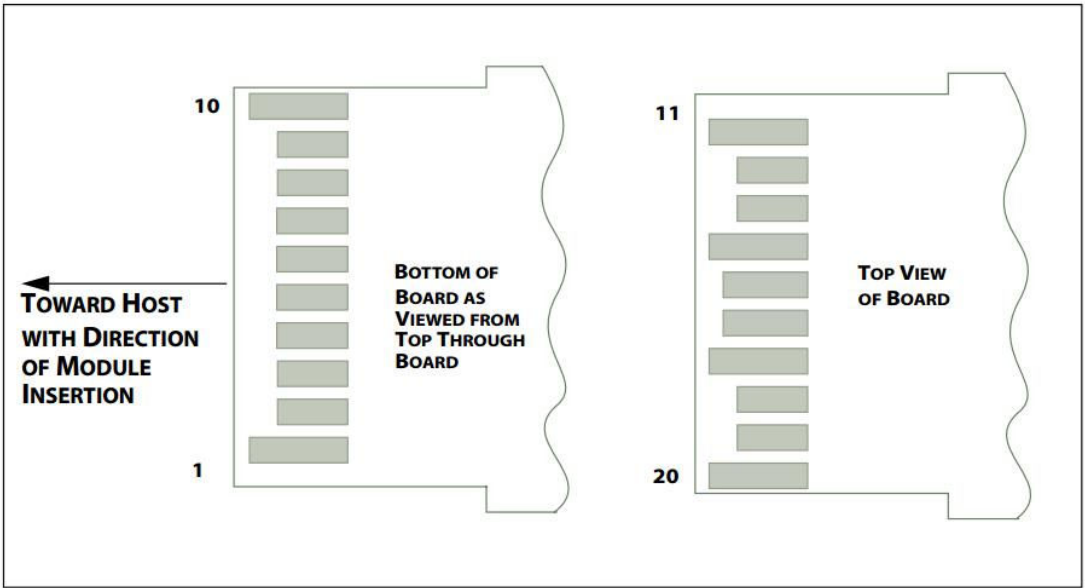 10
11
BOTTOM OF
BOARD AS
VIEWED FROM
TOP THROUGH
BOARD
TOP VIEW
OF BOARD
TOWARD HOST
WITH DIRECTION
OF MODULE
INSERTION
1
20